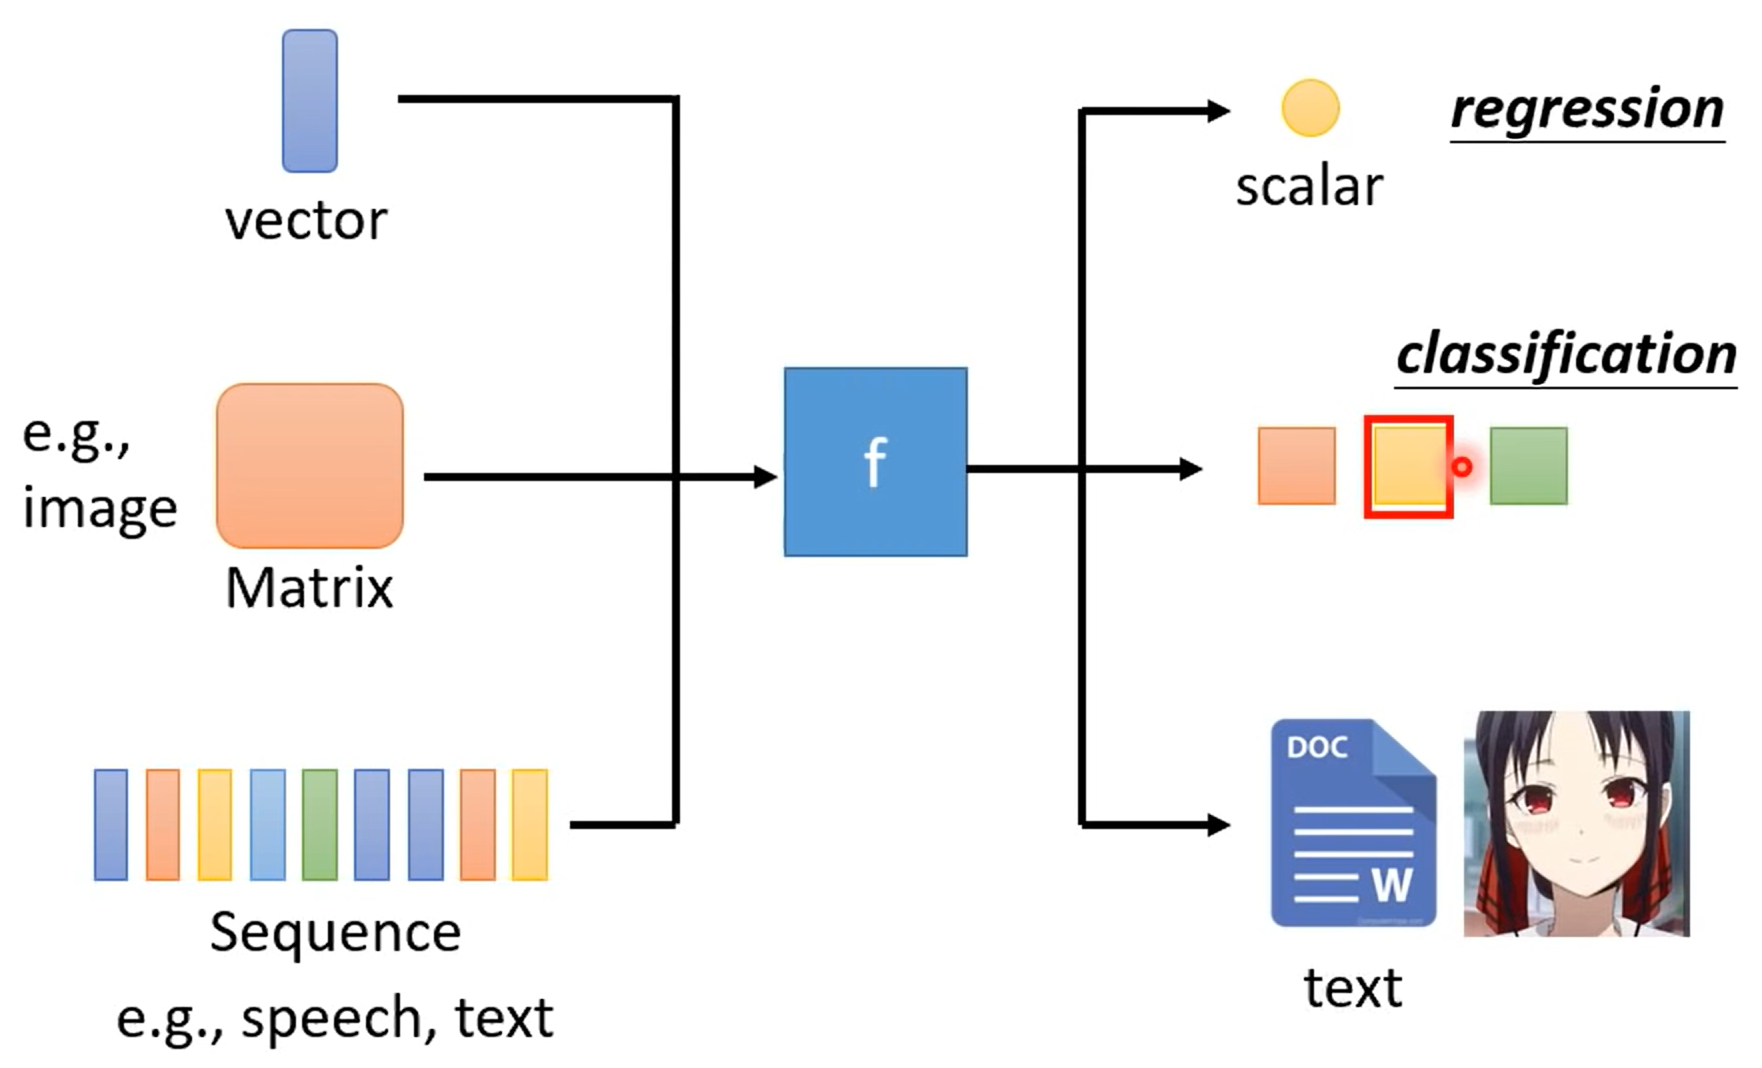 vector
e.g.,
image
Matrix
Sequence
e.g., speech, text
f
regression
scalar
classification
DOC
W
text